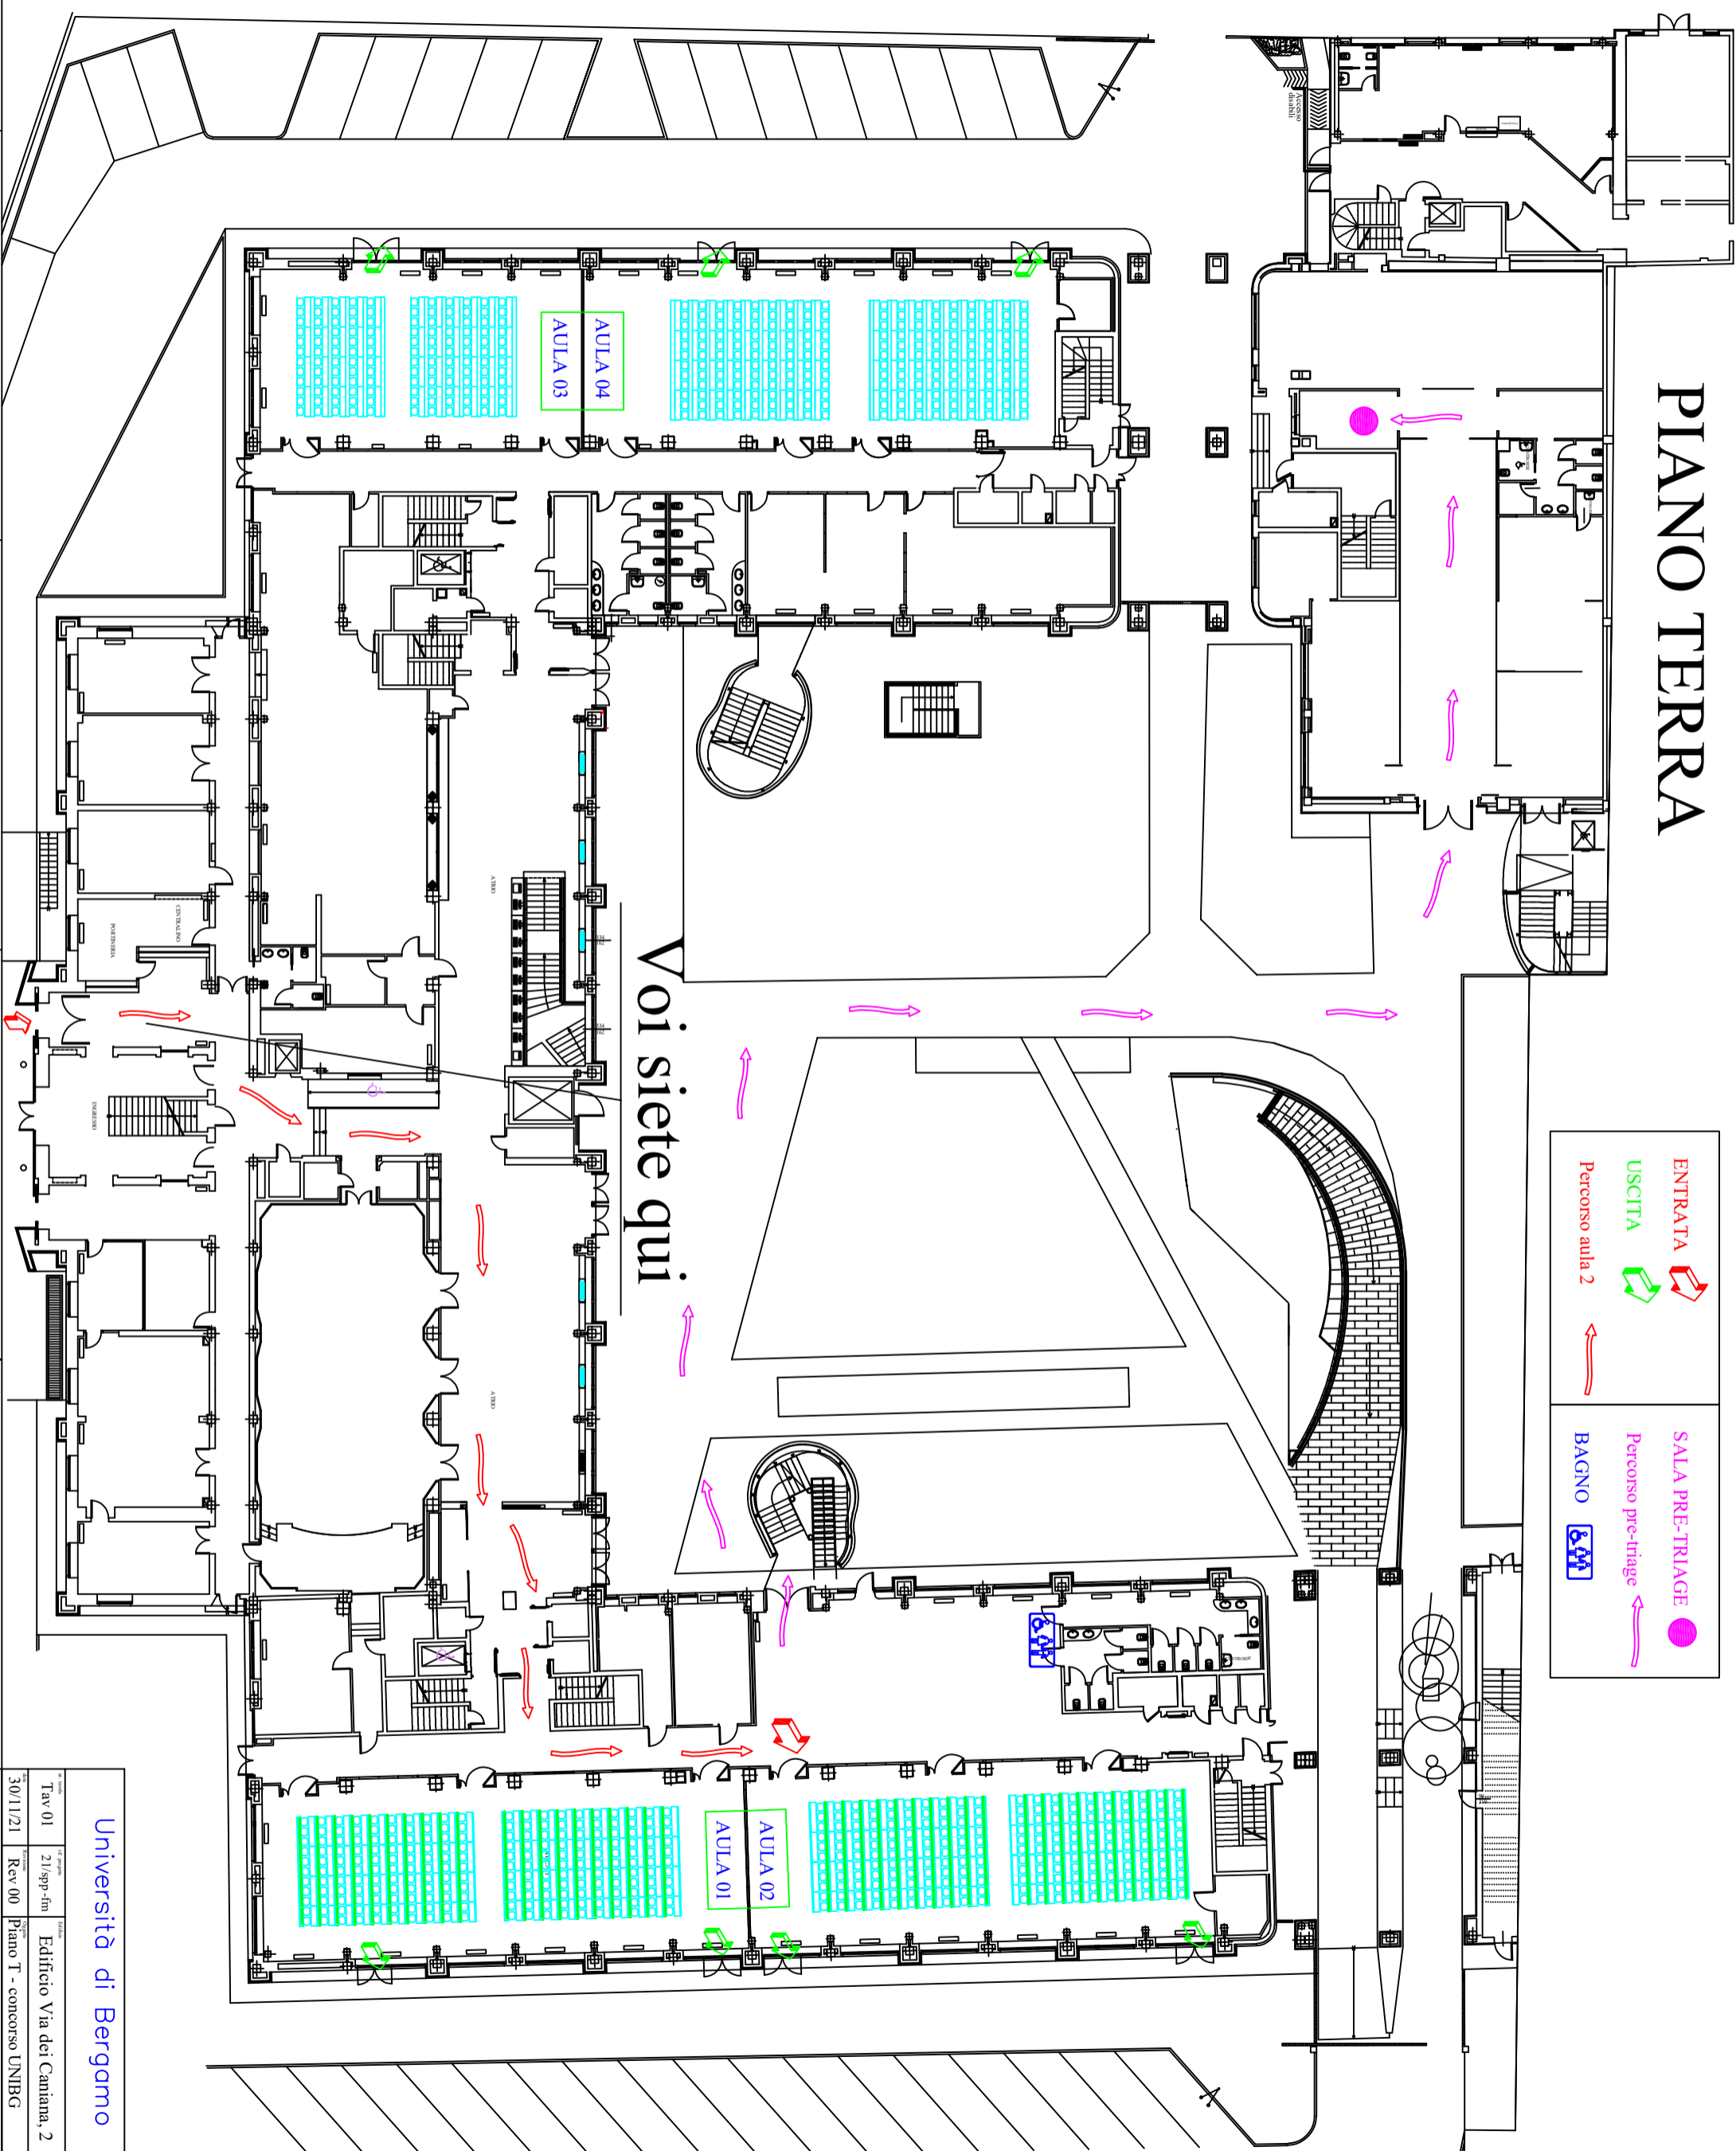 PIANO TERRA
ENTRATA
USCITA
Percorso aula 2
SALA PRE-TRIAGE
Percorso pre-triage
BAGNO
Accesso
disabili
AULA 04
AULA 03
Voi siete qui
ATRIO
ATRIO
CENTRALINO
PORTINERIA
INGRESSO
AULA 02
AULA 01
Università di Bergamo
Tav 01
21/spp-fm
Edificio Via dei Caniana, 2
30/11/21
Rev 00
Piano T - concorso UNIBG